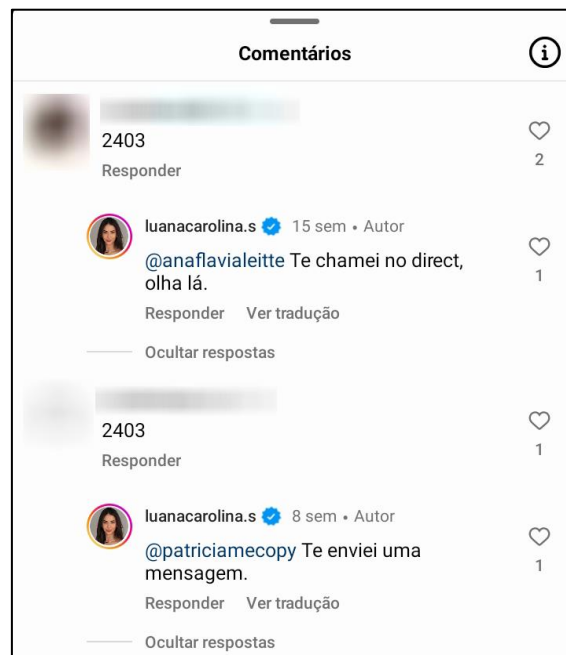 Comentários
2403
Responder
2
luanacarolina.s 15 sem • Autor
@anaflavialeitte Te chamei no direct,
olha lá.
1
Responder Ver tradução
Ocultar respostas
2403
Responder
1
luanacarolina.s 8 sem • Autor
@patriciamecopy Te enviei uma
mensagem.
1
Responder Ver tradução
Ocultar respostas